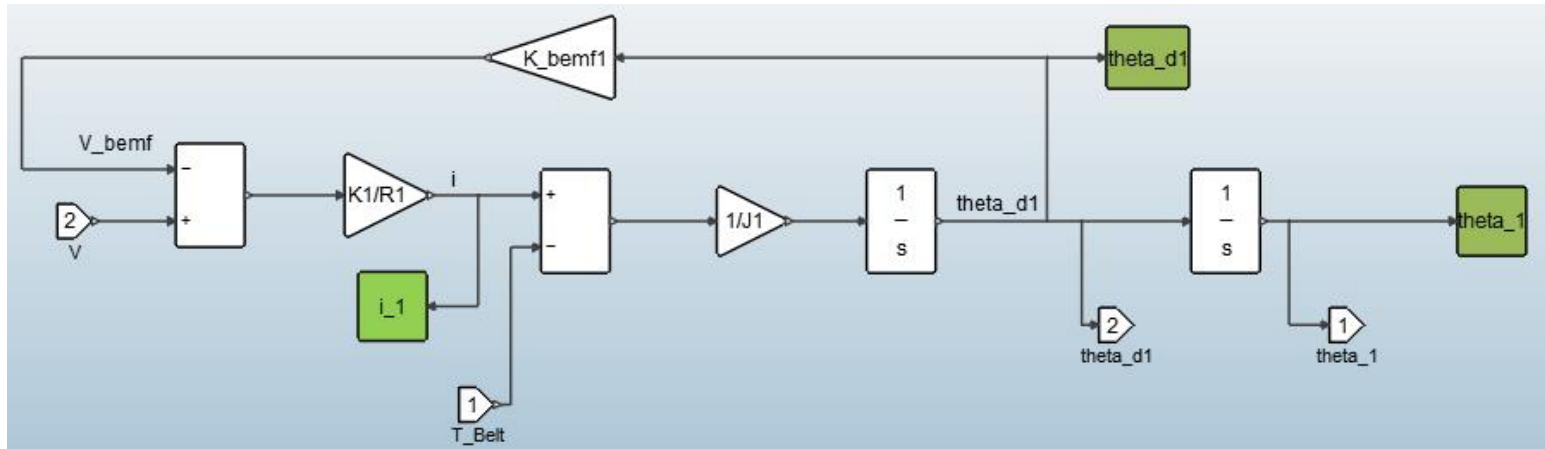 K_bemf1
theta_d1
V_bemf
−
+
2
V
K1/R1
i
+
−
1/J1
1
s
theta_d1
1
s
theta_1
i_1
2
theta_d1
1
theta_1
1
T_Belt